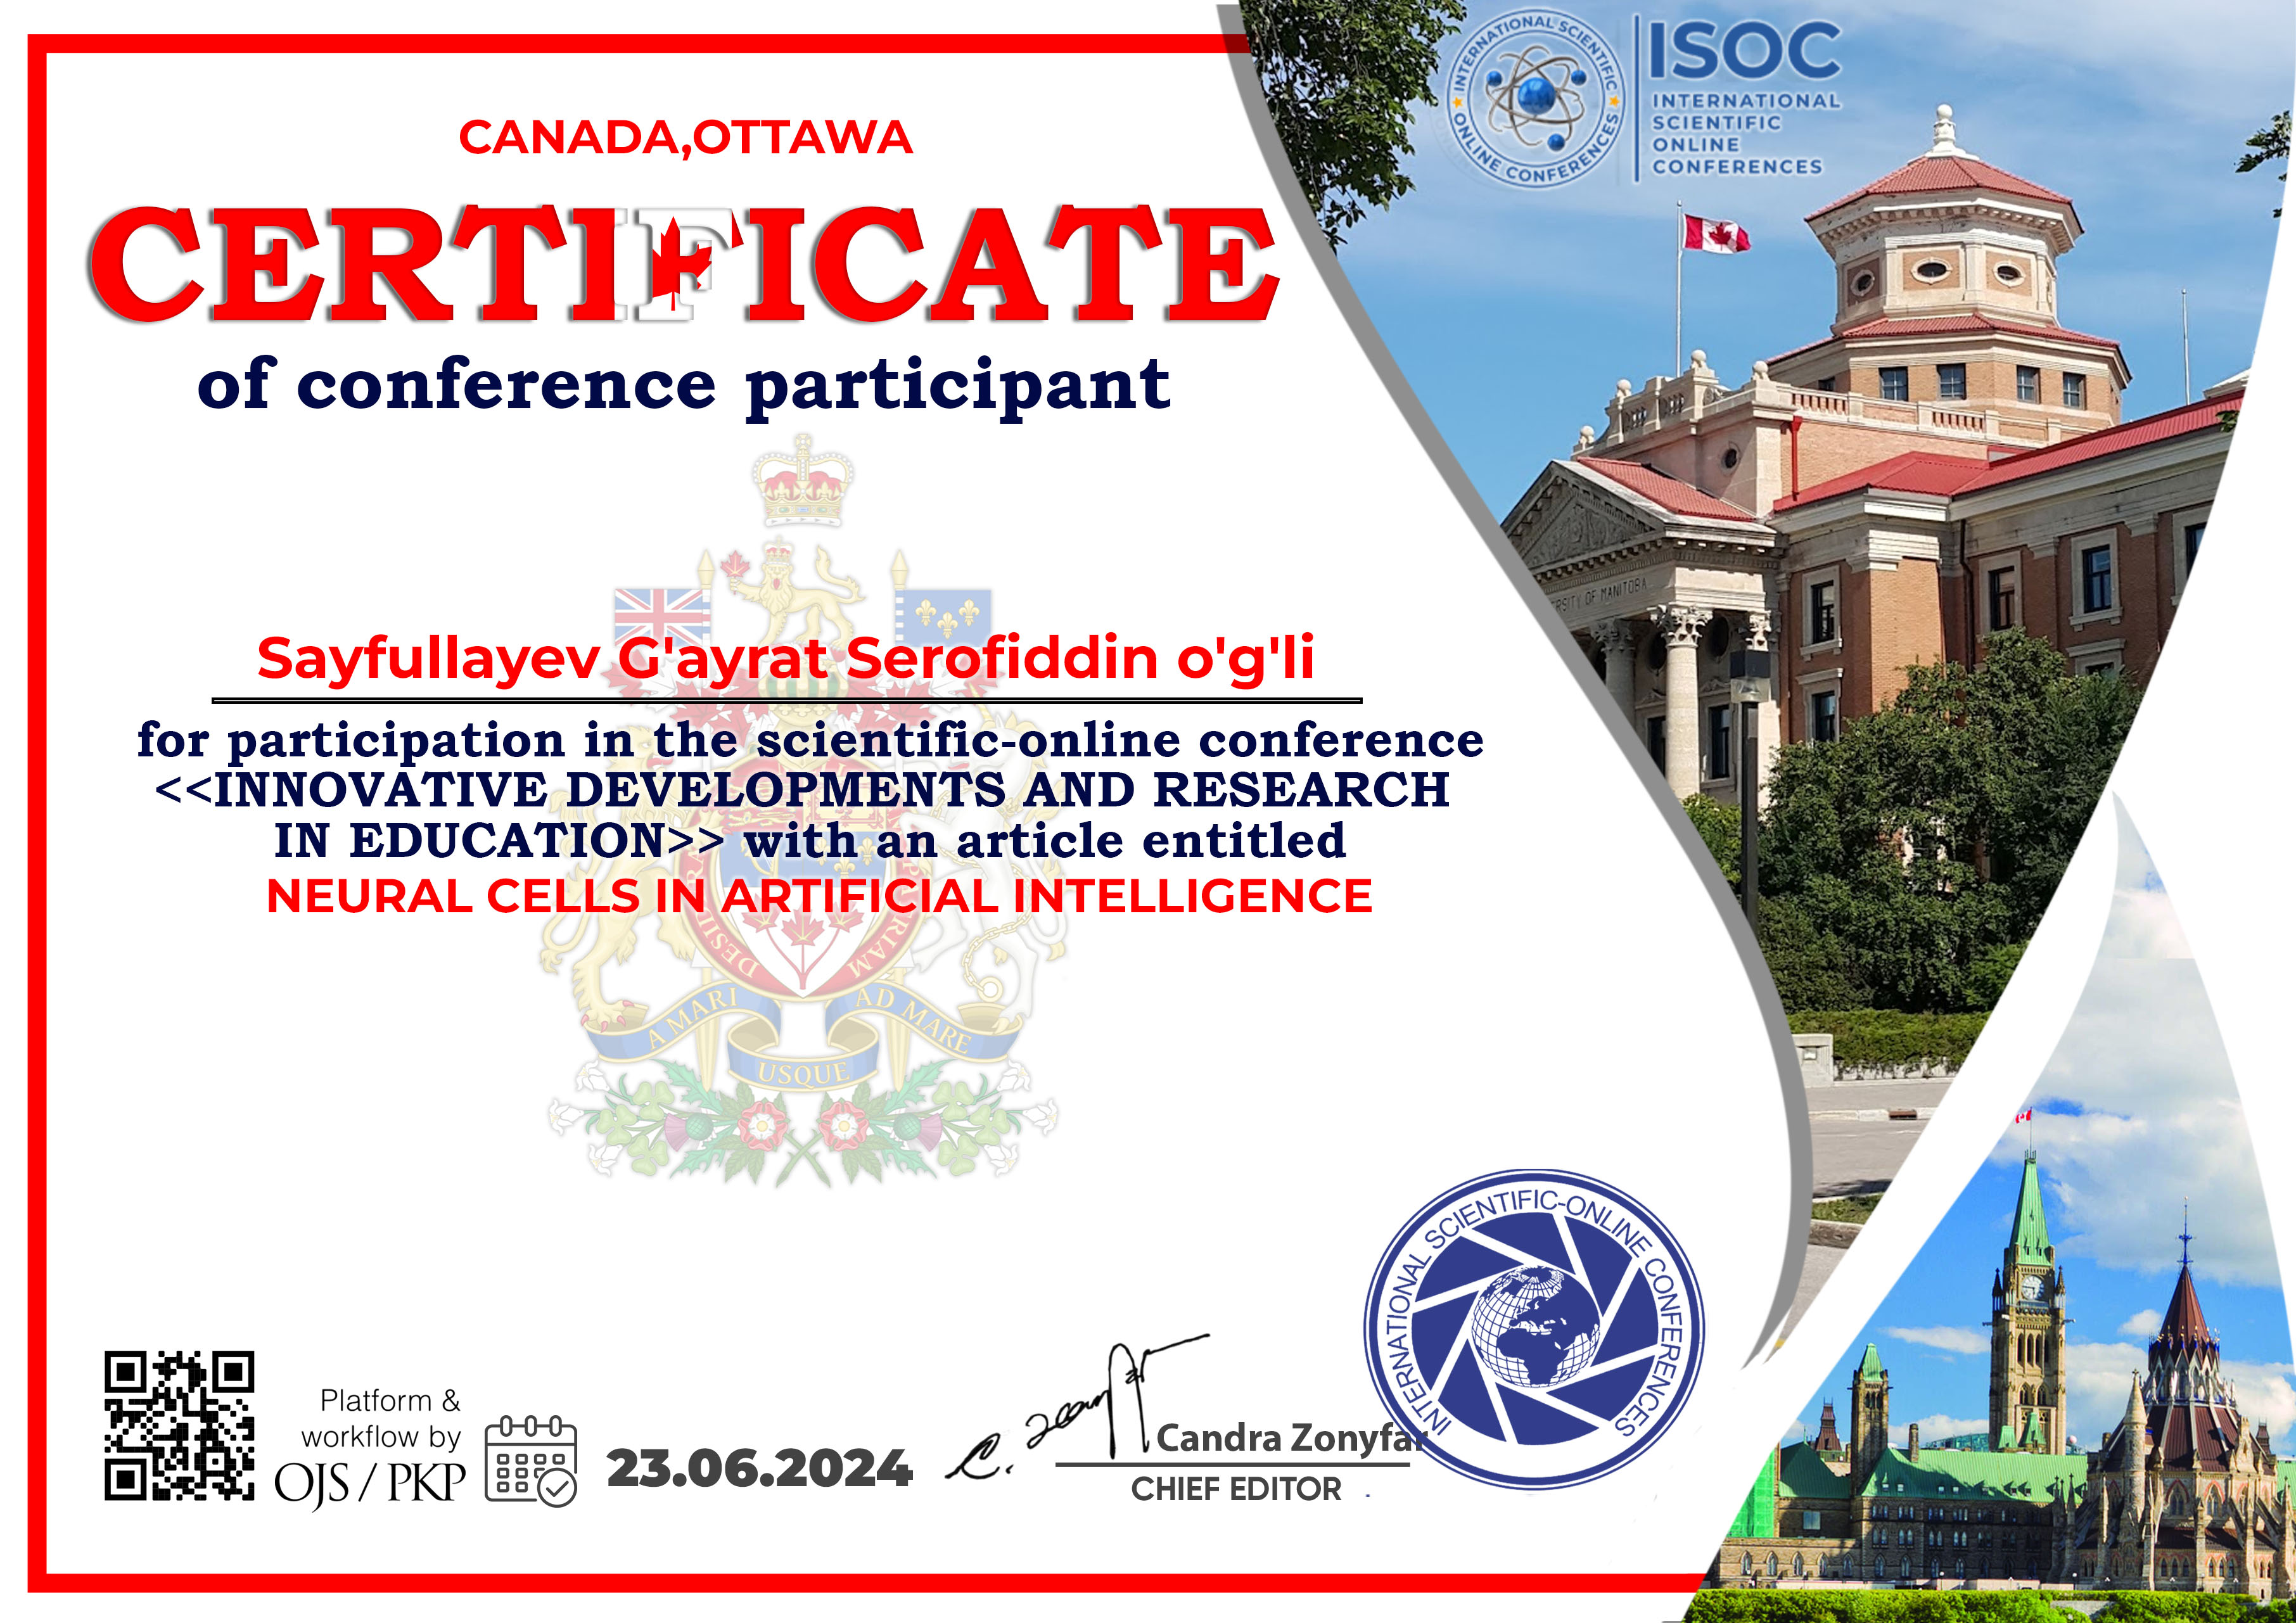 CANADA,OTTAWA
CERTIFICATE
of conference participant
INTERNATIONAL SCIENTIFIC
ONLINE CONFERENCES
ISOC
INTERNATIONAL
SCIENTIFIC
ONLINE
CONFERENCES
RSITY OF MANITOBA
Sayfullayev G'ayrat Serofiddin o'g'li
for participation in the scientific-online conference
<<INNOVATIVE DEVELOPMENTS AND RESEARCH
IN EDUCATION>> with an article entitled
NEURAL CELLS IN ARTIFICIAL INTELLIGENCE
A MARI
USQUE
AD MARE
INTERNATIONAL SCIENTIFIC-ONLINE CONFERENCES
Platform &
workflow by
OJS / PKP
23.06.2024
Candra Zonyfar
CHIEF EDITOR